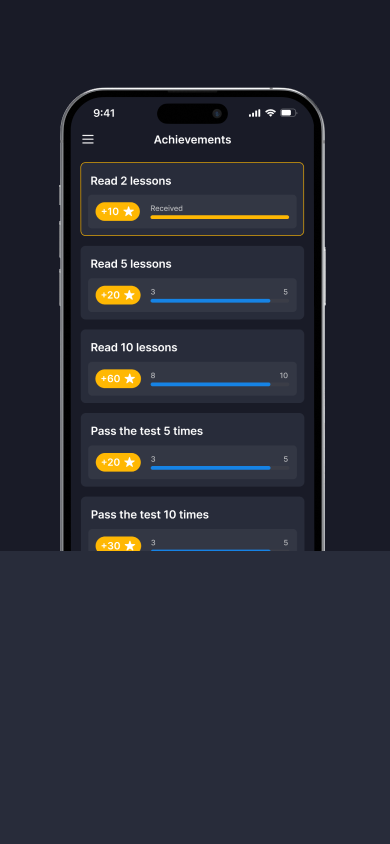 9:41
Achievements
Read 2 lessons
+10
Received
Read 5 lessons
+20
3 5
Read 10 lessons
+60
8 10
Pass the test 5 times
+20
3 5
Pass the test 10 times
+30
3 5